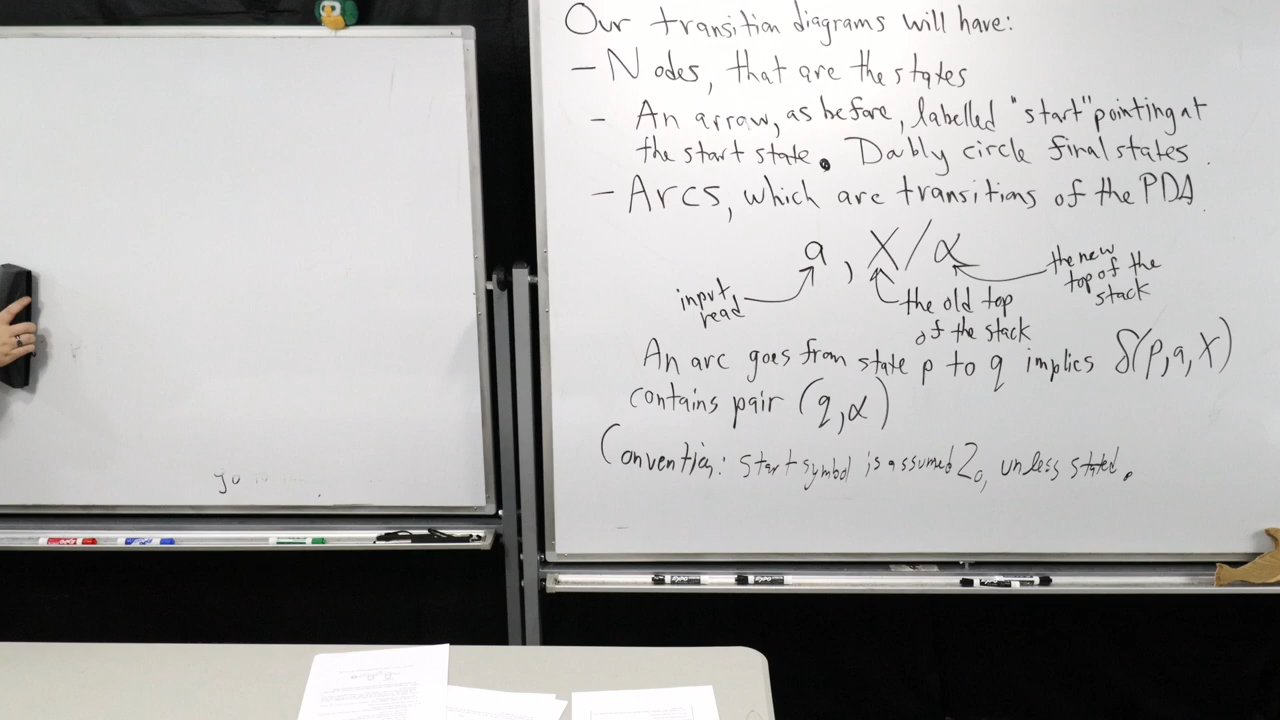 Our transition diagrams will have:
- Nodes, that are the states
- An arrow, as before, labelled "start" pointing at
the start state. Doubly circle final states.
- Arcs, which are transitions of the PDA.
a, X/α
input
read
the old top
of the stack
the new
top of the
stack
An arc goes from state p to q implies δ(p,a,X)
contains pair (q,α)
Convention: Start symbol is assumed Z₀, unless stated.